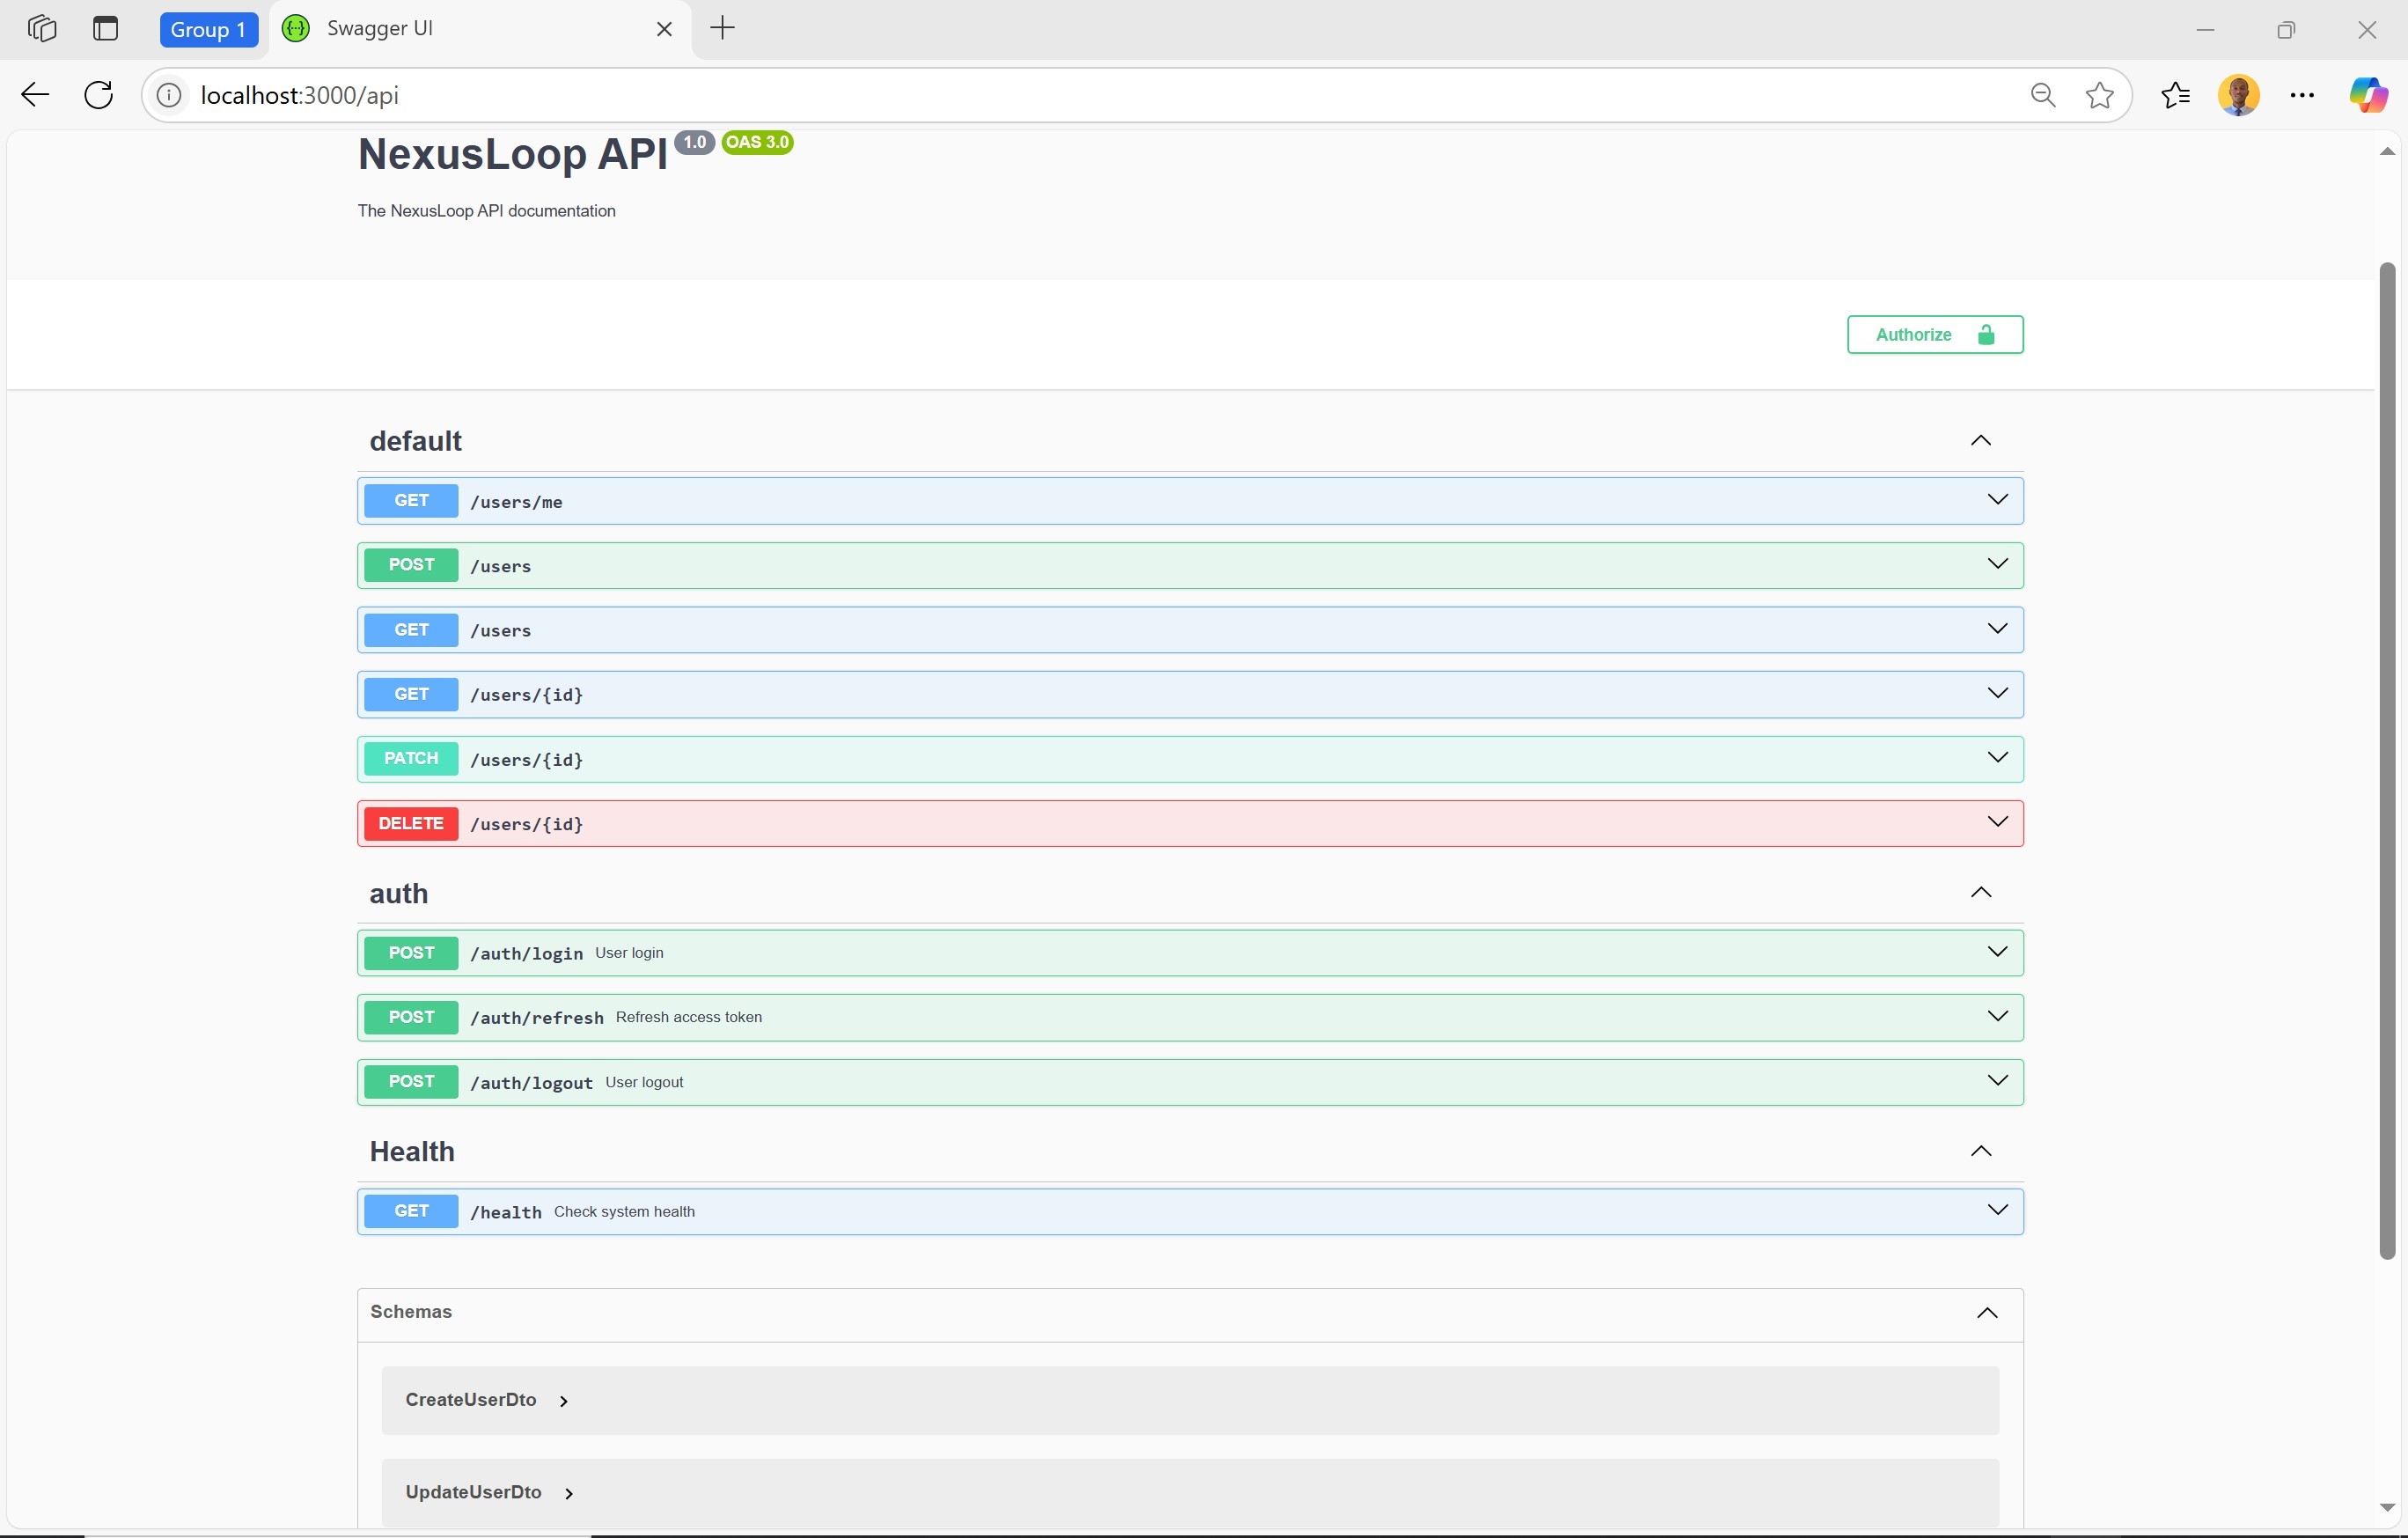 Group 1
Swagger UI
localhost:3000/api
NexusLoop API 1.0 OAS 3.0
The NexusLoop API documentation
Authorize
default
GET /users/me
POST /users
GET /users
GET /users/{id}
PATCH /users/{id}
DELETE /users/{id}
auth
POST /auth/login User login
POST /auth/refresh Refresh access token
POST /auth/logout User logout
Health
GET /health Check system health
Schemas
CreateUserDto
UpdateUserDto